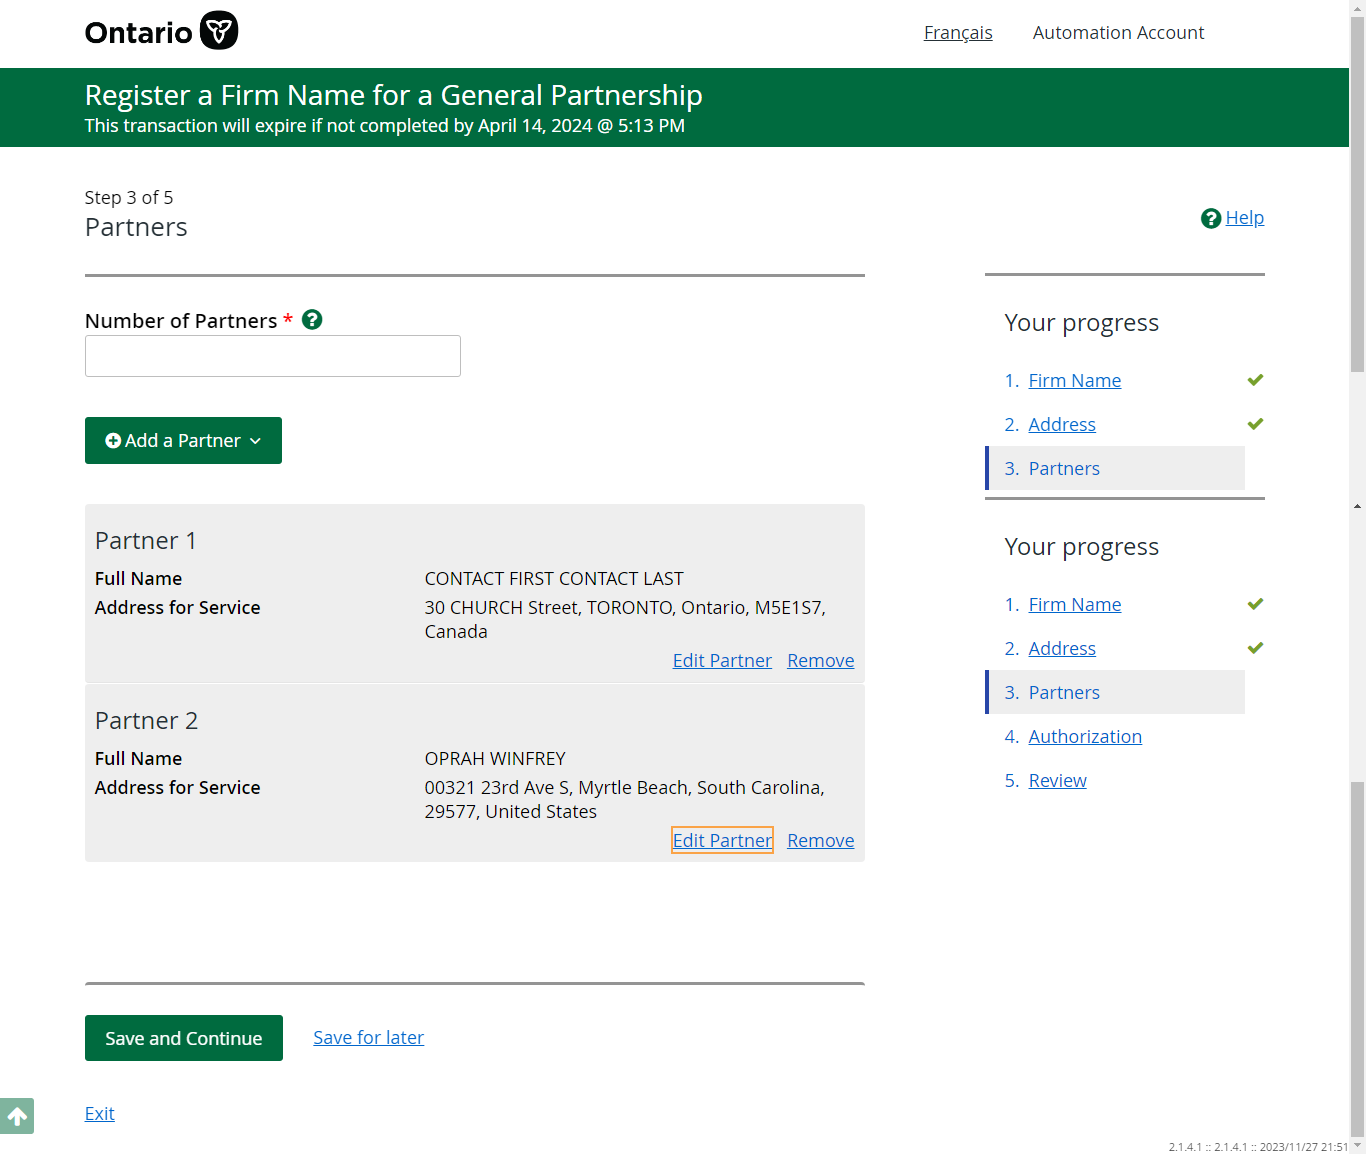 Ontario
Français
Automation Account
Register a Firm Name for a General Partnership
This transaction will expire if not completed by April 14, 2024 @ 5:13 PM
Step 3 of 5
Partners
? Help
Number of Partners * ?
Add a Partner
Partner 1
Full Name CONTACT FIRST CONTACT LAST
Address for Service 30 CHURCH Street, TORONTO, Ontario, M5E1S7,
Canada
Edit Partner Remove
Partner 2
Full Name OPRAH WINFREY
Address for Service 00321 23rd Ave S, Myrtle Beach, South Carolina,
29577, United States
Edit Partner Remove
Save and Continue Save for later
Exit
Your progress
1. Firm Name
2. Address
3. Partners
Your progress
1. Firm Name
2. Address
3. Partners
4. Authorization
5. Review
2.1.4.1 :: 2.1.4.1 :: 2023/11/27 21:51